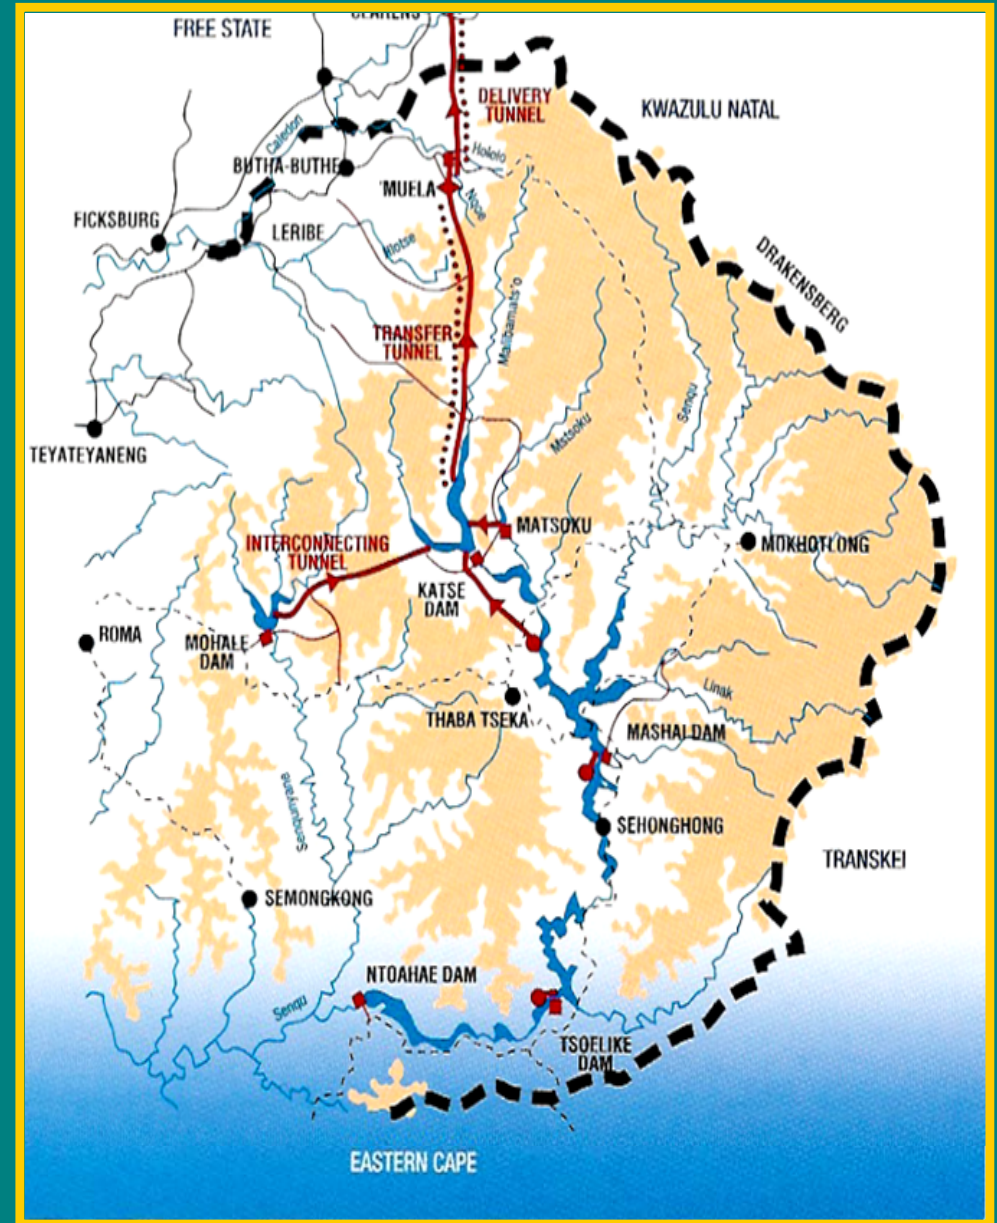 CLARENS
FREE STATE
DELIVERY
TUNNEL
KWAZULU NATAL
Caledon
Hololo
BUTHA-BUTHE
'MUELA
Nqoe
FICKSBURG
LERIBE
Hlotse
DRAKENSBERG
Malibamats'o
TRANSFER
TUNNEL
Senqu
Mstsoku
TEYATEYANENG
MATSOKU
INTERCONNECTING
TUNNEL
MOKHOTLONG
KATSE
DAM
ROMA
MOHALE
DAM
Linak
THABA TSEKA
MASHAI DAM
Senqunyane
SEHONGHONG
TRANSKEI
SEMONGKONG
NTOAHAE DAM
Senqu
TSOELIKE
DAM
EASTERN CAPE